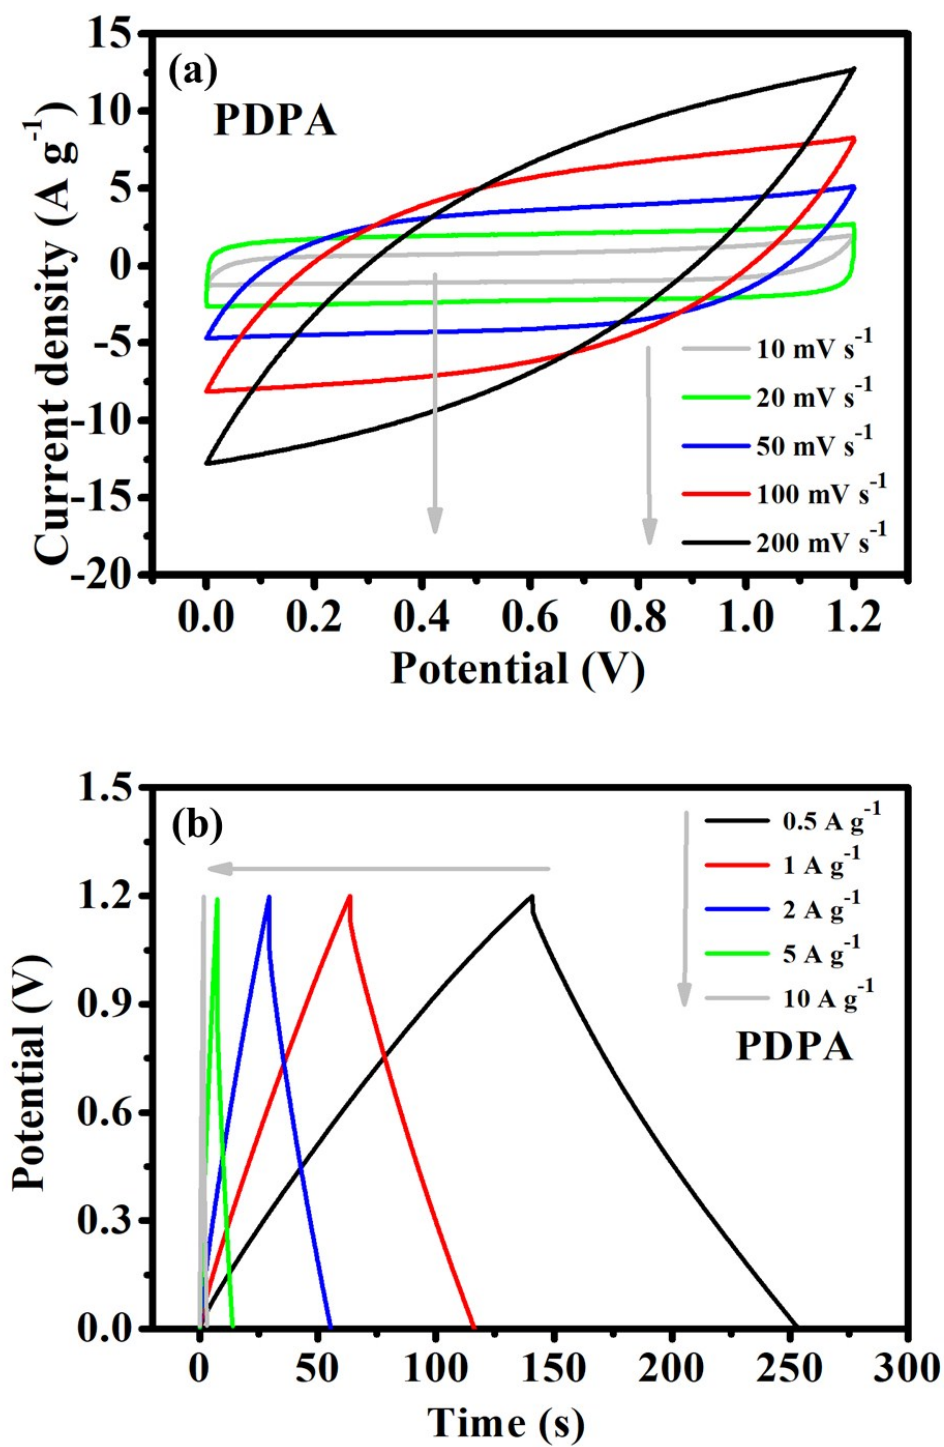 (a)
PDPA
Current density (A g⁻¹)
15
10
5
0
-5
-10
-15
-20
10 mV s⁻¹
20 mV s⁻¹
50 mV s⁻¹
100 mV s⁻¹
200 mV s⁻¹
0.0 0.2 0.4 0.6 0.8 1.0 1.2
Potential (V)
(b)
Potential (V)
1.5
1.2
0.9
0.6
0.3
0.0
0.5 A g⁻¹
1 A g⁻¹
2 A g⁻¹
5 A g⁻¹
10 A g⁻¹
PDPA
0 50 100 150 200 250 300
Time (s)